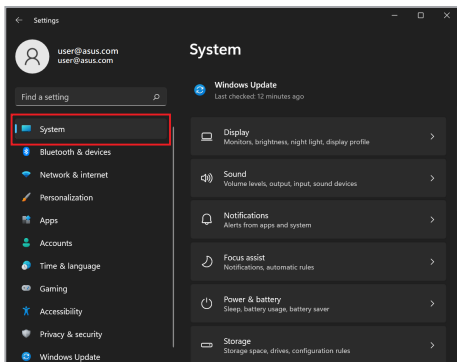 Settings
user@asus.com
user@asus.com
Find a setting
System
Bluetooth & devices
Network & internet
Personalization
Apps
Accounts
Time & language
Gaming
Accessibility
Privacy & security
Windows Update
System
Windows Update
Last checked: 12 minutes ago
Display
Monitors, brightness, night light, display profile
Sound
Volume levels, output, input, sound devices
Notifications
Alerts from apps and system
Focus assist
Notifications, automatic rules
Power & battery
Sleep, battery usage, battery saver
Storage
Storage space, drives, configuration rules